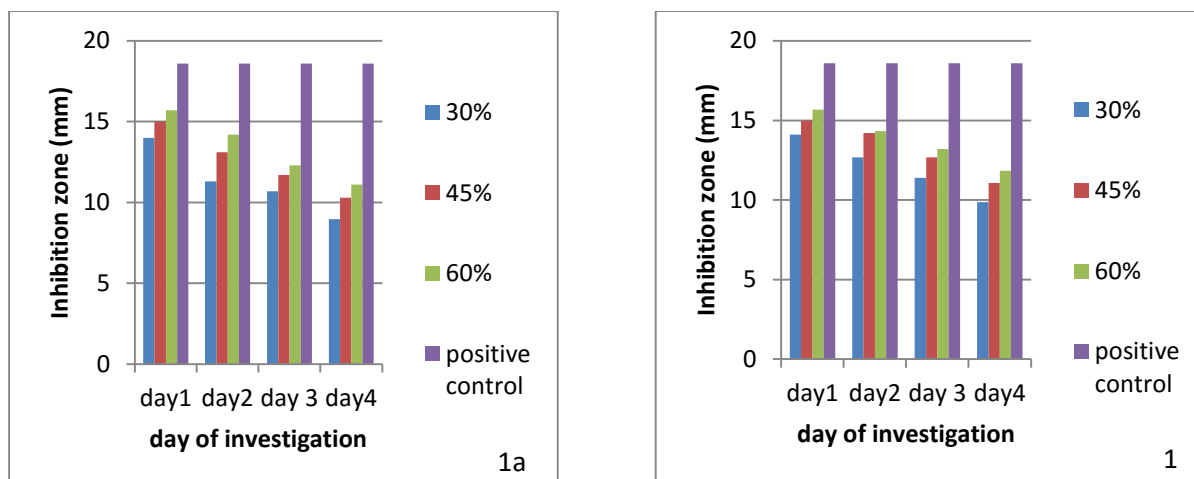 20
15
10
5
0
Inhibition zone (mm)
day1 day2 day 3 day4
day of investigation
30%
45%
60%
positive
control
1a
20
15
10
5
0
Inhibition zone (mm)
day1 day2 day 3 day4
day of investigation
30%
45%
60%
positive
control
1